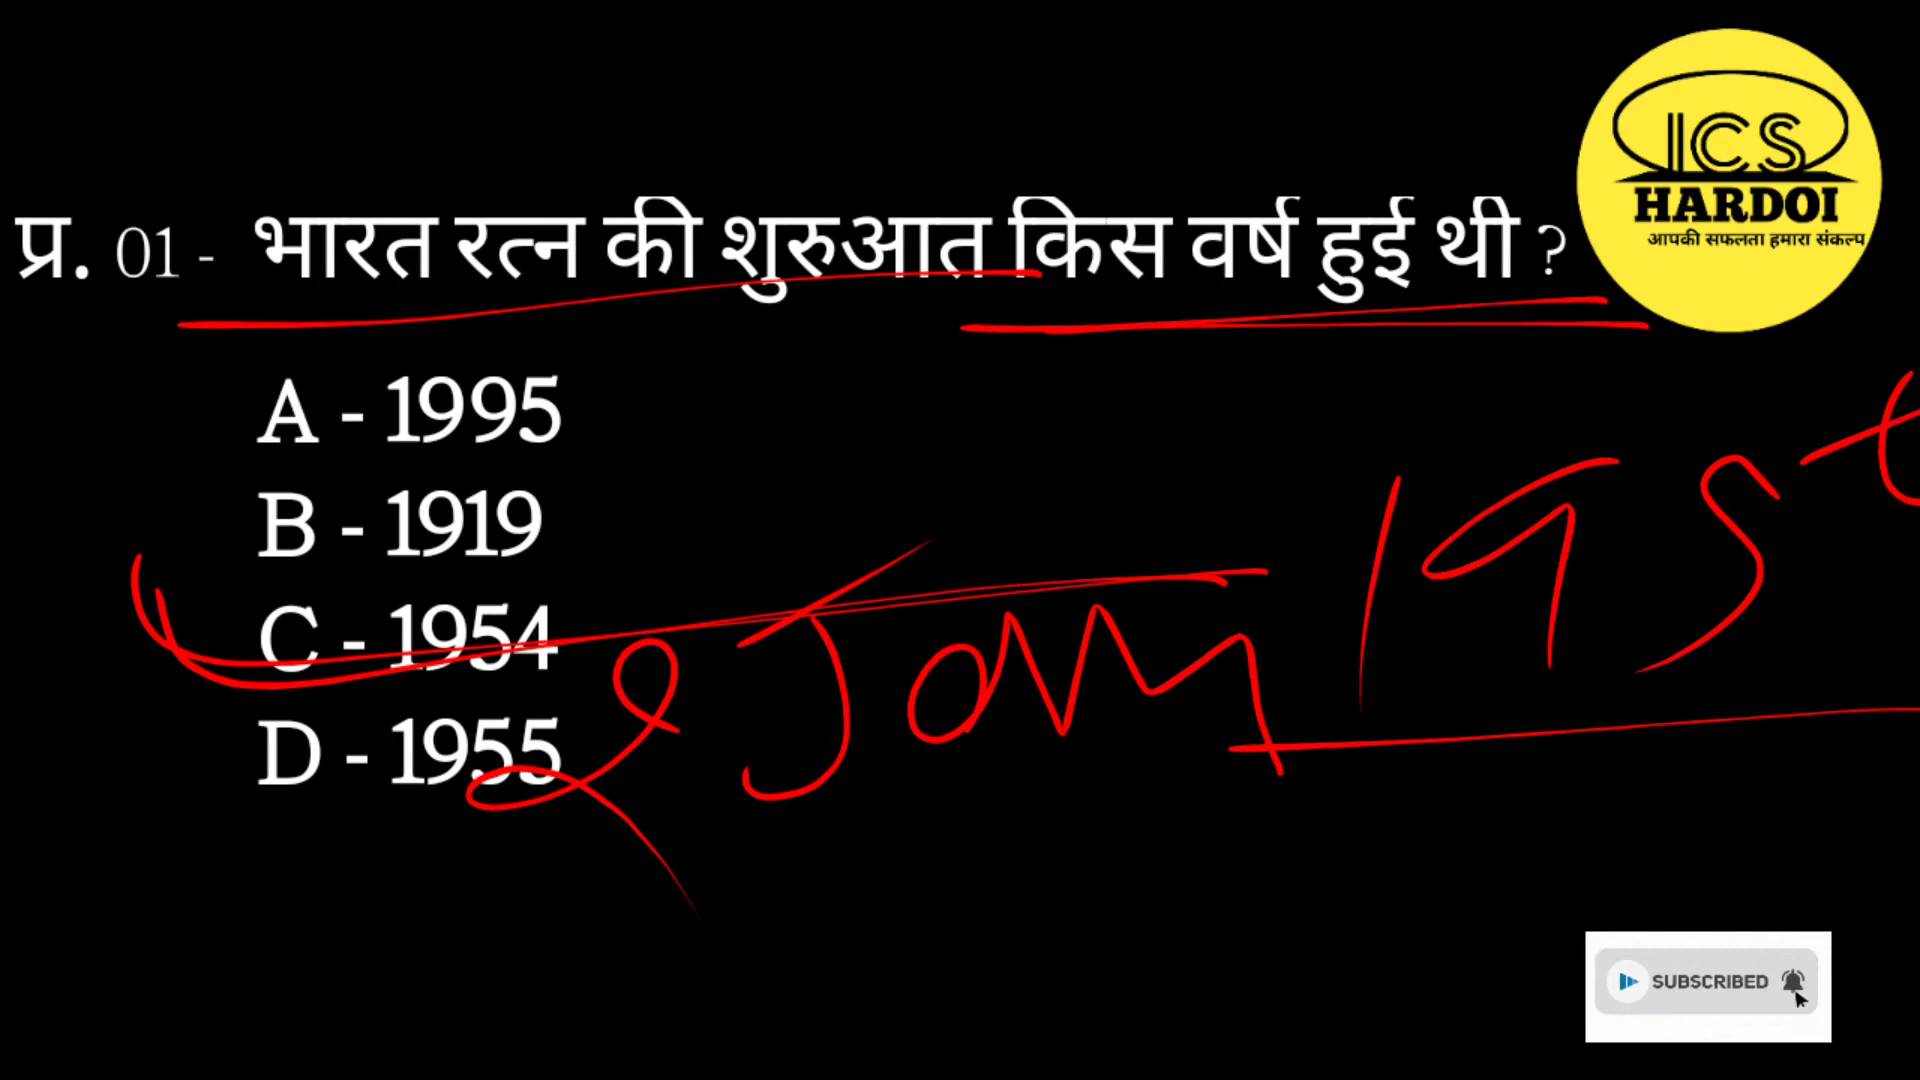 ICS
HARDOI
आपकी सफलता हमारा संकल्प
प्र. 01 - भारत रत्न की शुरुआत किस वर्ष हुई थी ?
A - 1995
B - 1919
C - 1954
D - 1955
2 Jan 195
SUBSCRIBED